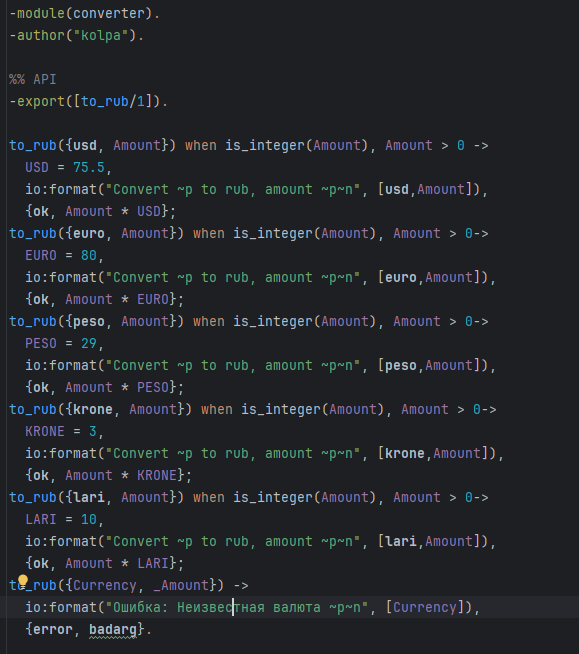 -module(converter).
-author("kolpa").
%% API
-export([to_rub/1]).
to_rub({usd, Amount}) when is_integer(Amount), Amount > 0 ->
USD = 75.5,
io:format("Convert ~p to rub, amount ~p~n", [usd,Amount]),
{ok, Amount * USD};
to_rub({euro, Amount}) when is_integer(Amount), Amount > 0->
EURO = 80,
io:format("Convert ~p to rub, amount ~p~n", [euro,Amount]),
{ok, Amount * EURO};
to_rub({peso, Amount}) when is_integer(Amount), Amount > 0->
PESO = 29,
io:format("Convert ~p to rub, amount ~p~n", [peso,Amount]),
{ok, Amount * PESO};
to_rub({krone, Amount}) when is_integer(Amount), Amount > 0->
KRONE = 3,
io:format("Convert ~p to rub, amount ~p~n", [krone,Amount]),
{ok, Amount * KRONE};
to_rub({lari, Amount}) when is_integer(Amount), Amount > 0->
LARI = 10,
io:format("Convert ~p to rub, amount ~p~n", [lari,Amount]),
{ok, Amount * LARI};
to_rub({Currency, _Amount}) ->
io:format("Ошибка: Неизвестная валюта ~p~n", [Currency]),
{error, badarg}.